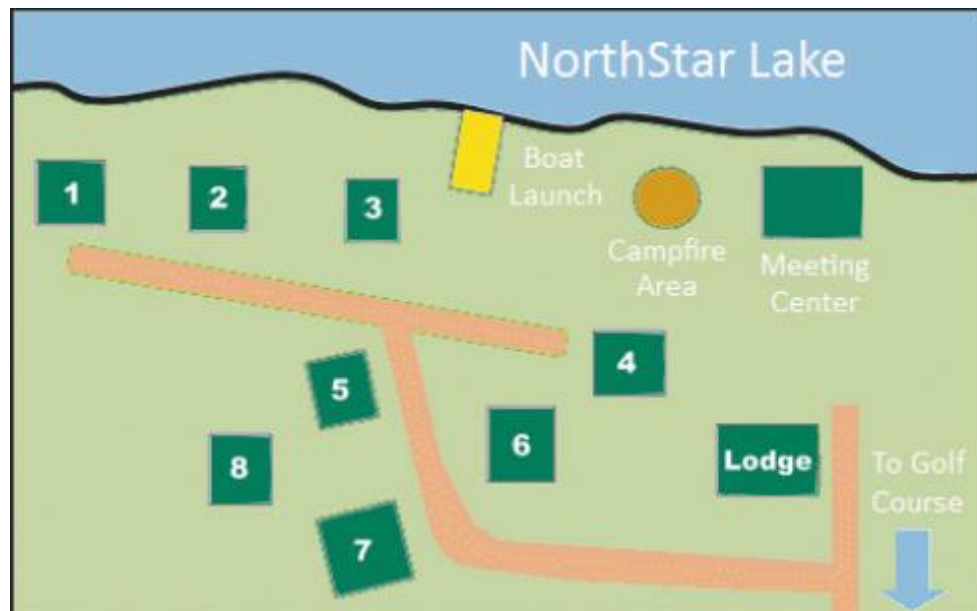 NorthStar Lake
Boat
Launch
1
2
3
Campfire
Area
Meeting
Center
4
5
6
8
Lodge
To Golf
Course
7